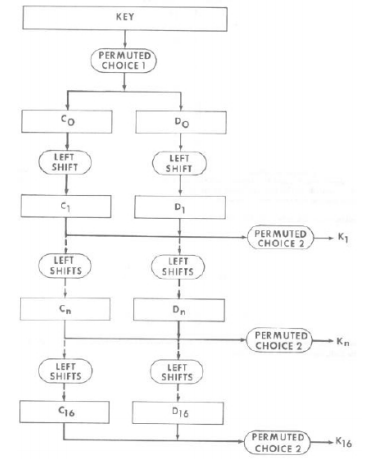 KEY
PERMUTED
CHOICE 1
C0 D0
LEFT
SHIFT
LEFT
SHIFT
C1 D1
PERMUTED
CHOICE 2
K1
LEFT
SHIFTS
LEFT
SHIFTS
Cn Dn
PERMUTED
CHOICE 2
Kn
LEFT
SHIFTS
LEFT
SHIFTS
C16 D16
PERMUTED
CHOICE 2
K16